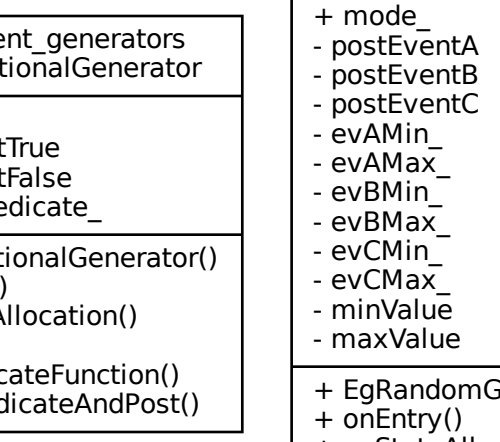 ent_generators
tionalGenerator
tTrue
tFalse
edicate_
tionalGenerator()
)
Allocation()
cateFunction()
dicateAndPost()
+ mode_
- postEventA
- postEventB
- postEventC
- evAMin_
- evAMax_
- evBMin_
- evBMax_
- evCMin_
- evCMax_
- minValue
- maxValue
+ EgRandomG
+ onEntry()